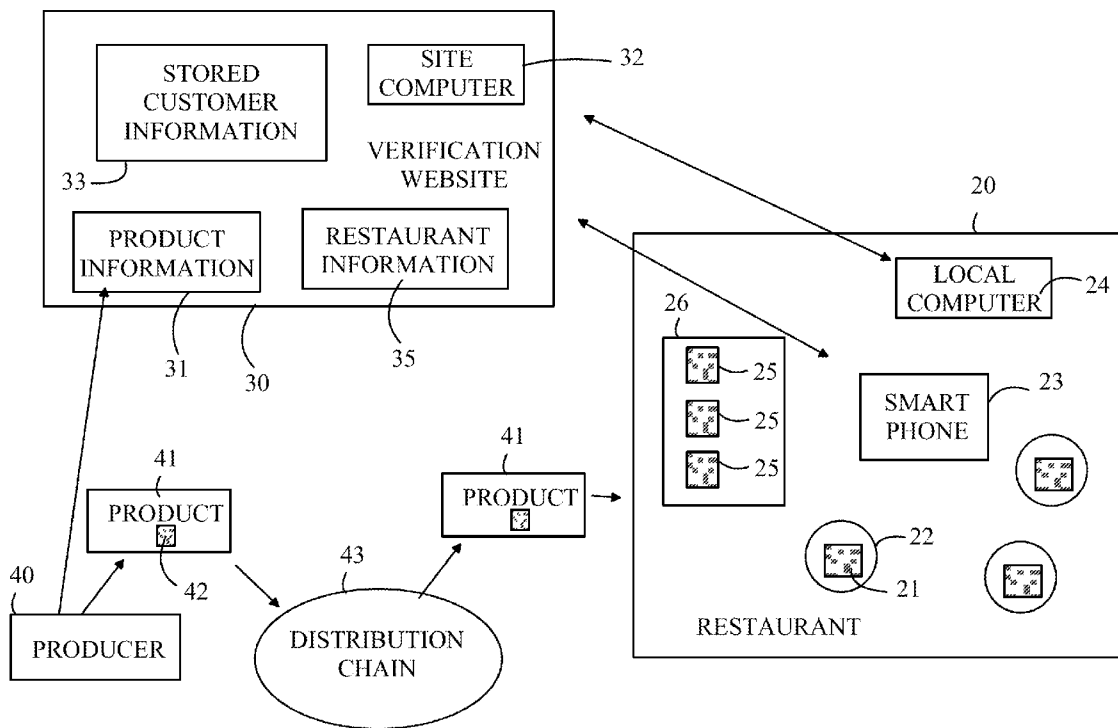 STORED
CUSTOMER
INFORMATION
33
SITE
COMPUTER
32
VERIFICATION
WEBSITE
PRODUCT
INFORMATION
31
RESTAURANT
INFORMATION
35
30
20
LOCAL
COMPUTER
24
26
25
25
25
SMART
PHONE
23
22
21
RESTAURANT
41
PRODUCT
42
41
PRODUCT
40
PRODUCER
43
DISTRIBUTION
CHAIN